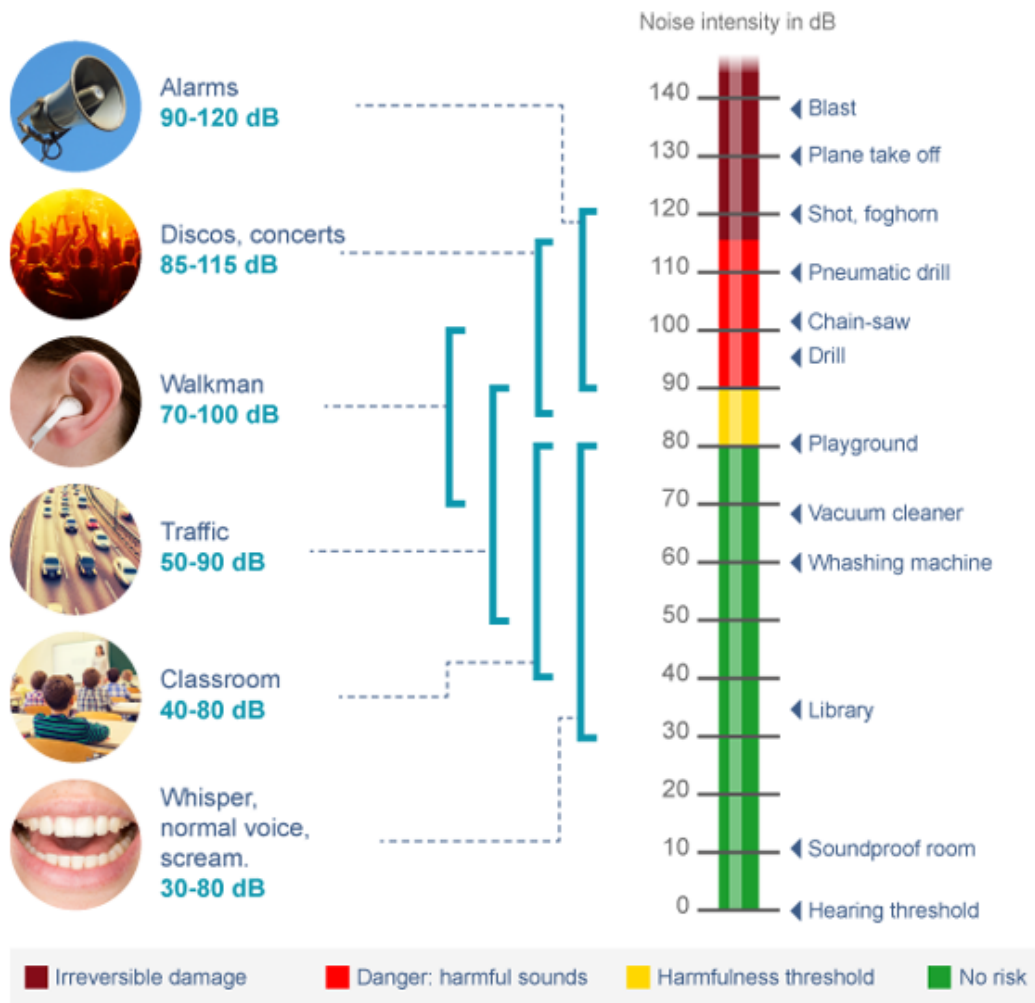 Noise intensity in dB
Alarms
90-120 dB
Discos, concerts
85-115 dB
Walkman
70-100 dB
Traffic
50-90 dB
Classroom
40-80 dB
Whisper,
normal voice,
scream.
30-80 dB
140
130
120
110
100
90
80
70
60
50
40
30
20
10
0
Blast
Plane take off
Shot, foghorn
Pneumatic drill
Chain-saw
Drill
Playground
Vacuum cleaner
Whashing machine
Library
Soundproof room
Hearing threshold
Irreversible damage
Danger: harmful sounds
Harmfulness threshold
No risk